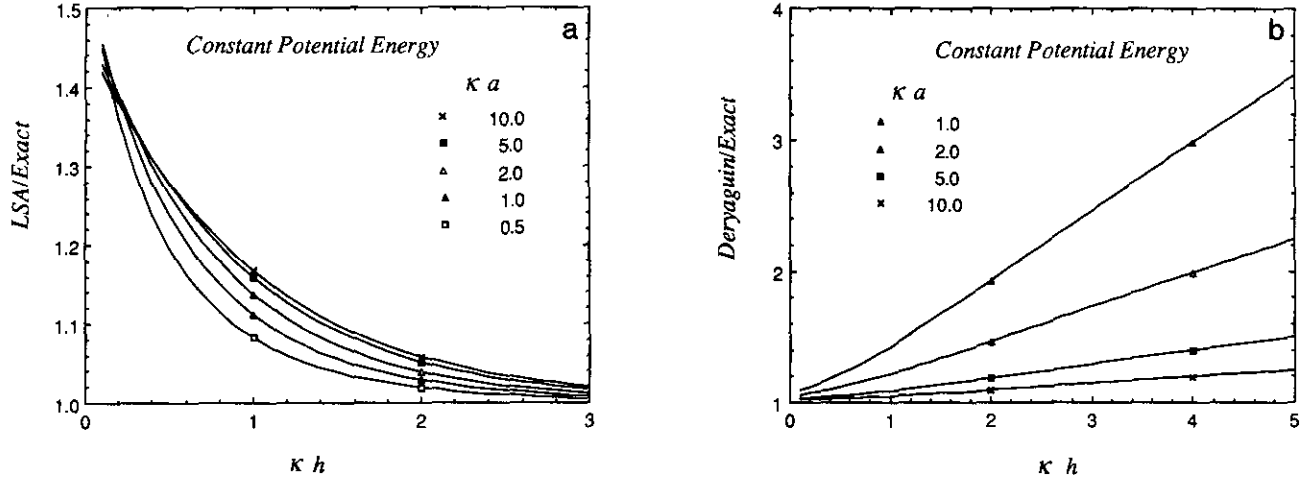 a
Constant Potential Energy
κ a
10.0
5.0
2.0
1.0
0.5
LSA/Exact
1.5
1.4
1.3
1.2
1.1
1.0
0
1
2
3
κ h
b
Constant Potential Energy
κ a
1.0
2.0
5.0
10.0
Deryaguin/Exact
4
3
2
1
0
1
2
3
4
5
κ h